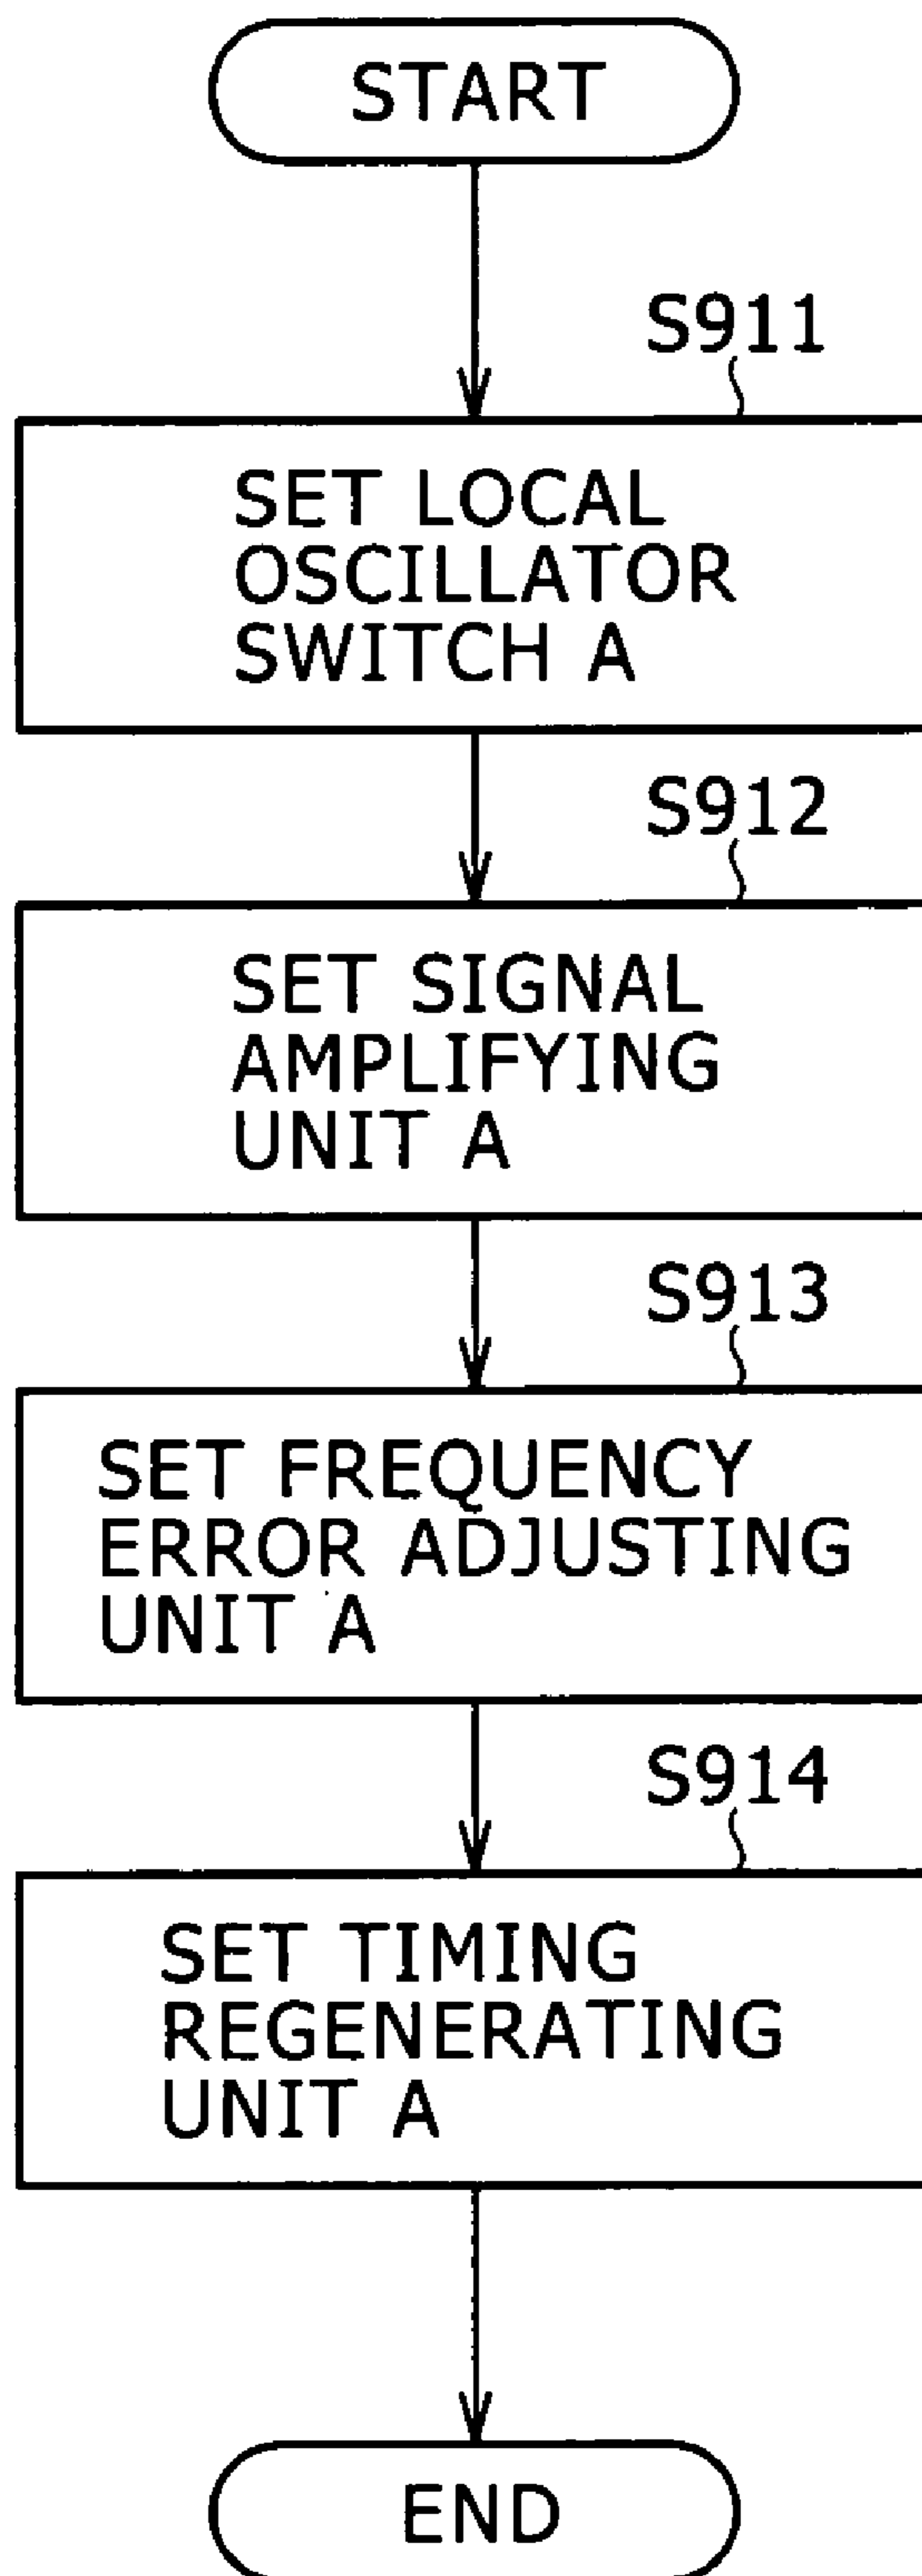 START
S911
SET LOCAL
OSCILLATOR
SWITCH A
S912
SET SIGNAL
AMPLIFYING
UNIT A
S913
SET FREQUENCY
ERROR ADJUSTING
UNIT A
S914
SET TIMING
REGENERATING
UNIT A
END